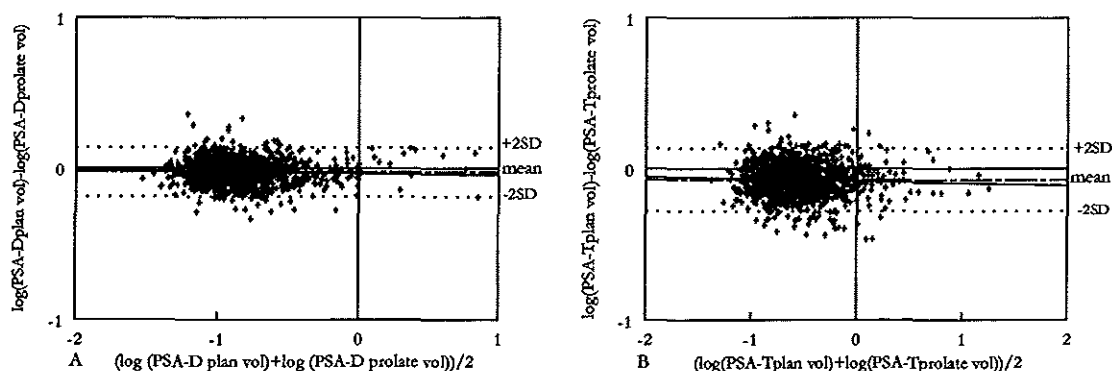 log(PSA-Dplan vol)-log(PSA-Dprolate vol)
1
0
-1
+2SD
mean
-2SD
-2
-1
0
1
A (log (PSA-D plan vol)+log (PSA-D prolate vol))/2
log(PSA-Tplan vol)-log(PSA-Tprolate vol)
1
0
-1
+2SD
mean
-2SD
-2
-1
0
1
2
B (log(PSA-Tplan vol)+log(PSA-Tprolate vol))/2